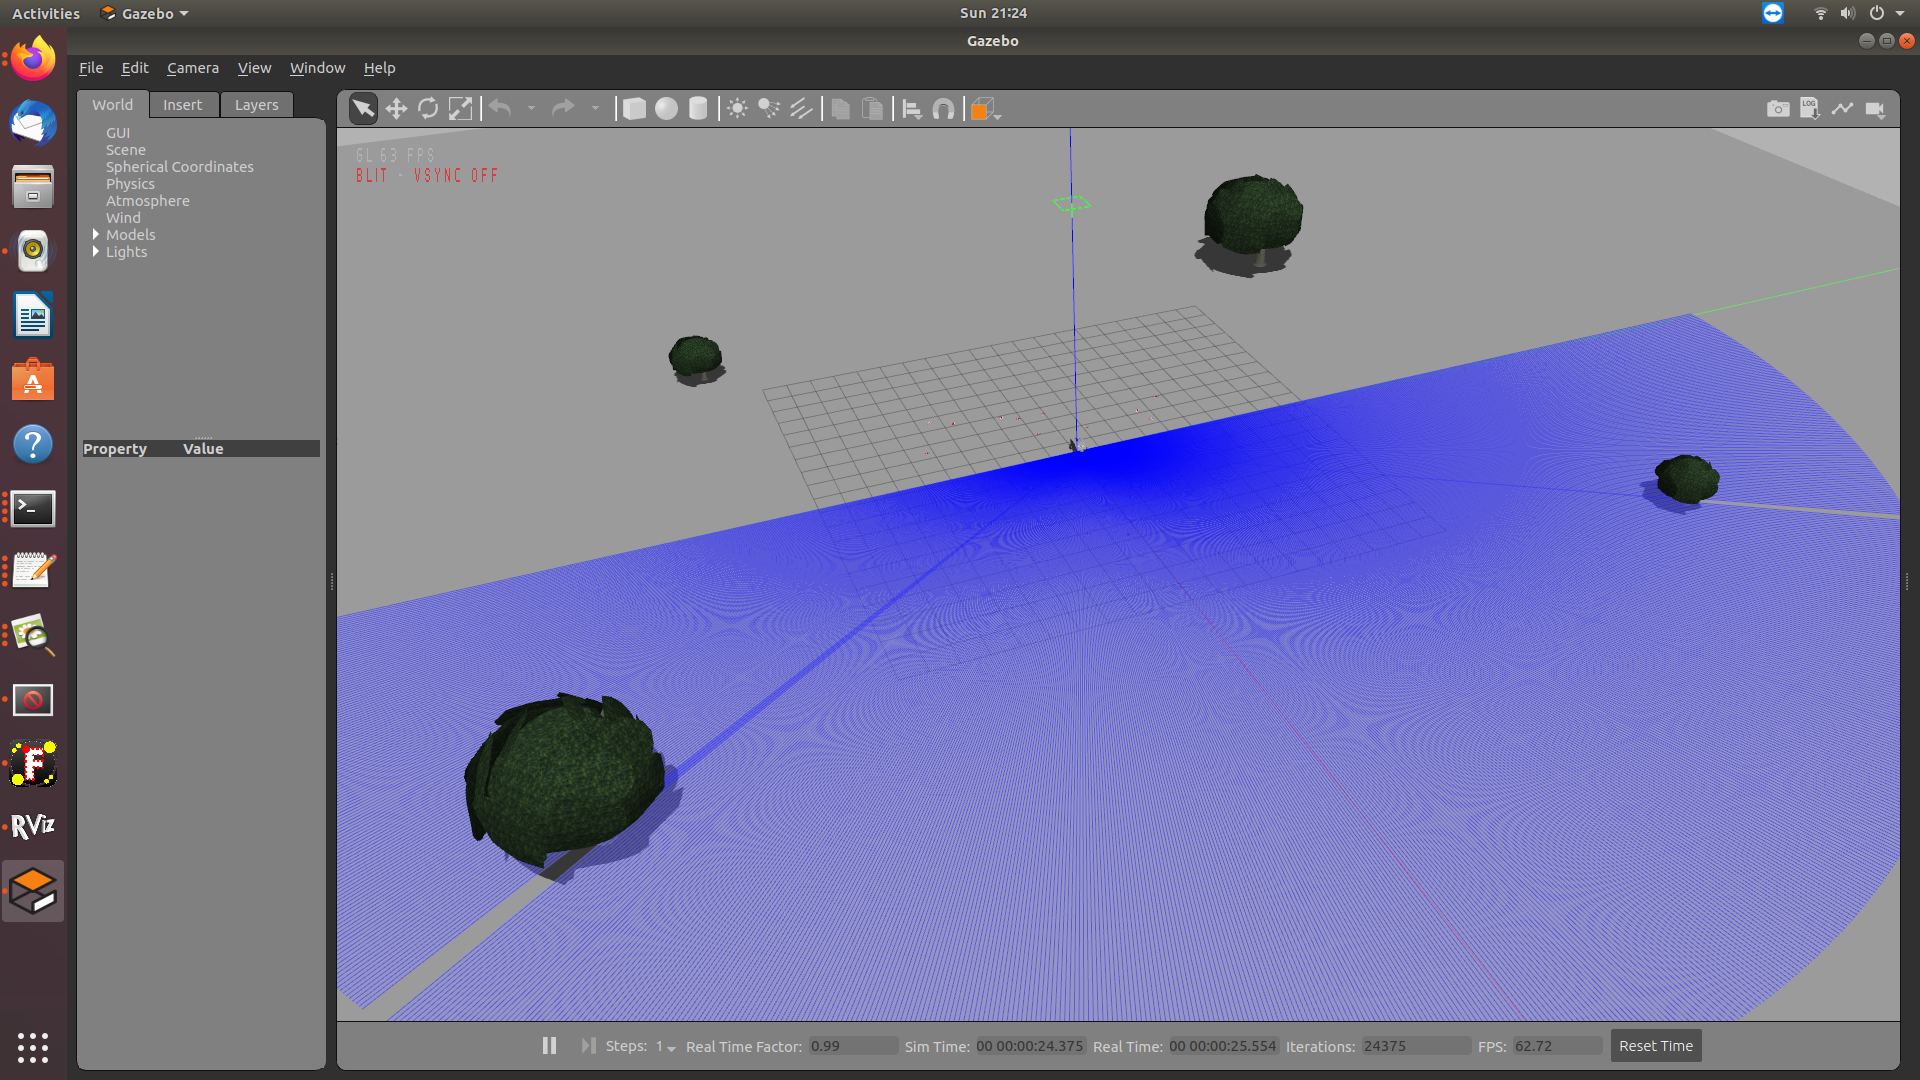 Activities Gazebo Sun 21:24
Gazebo
File Edit Camera View Window Help
World Insert Layers
GUI
Scene
Spherical Coordinates
Physics
Atmosphere
Wind
Models
Lights
Property Value
LOG
GL 63 FPS
BLIT - VSYNC OFF
F
RViz
Steps: 1 Real Time Factor: 0.99 Sim Time: 00 00:00:24.375 Real Time: 00 00:00:25.554 Iterations: 24375 FPS: 62.72 Reset Time